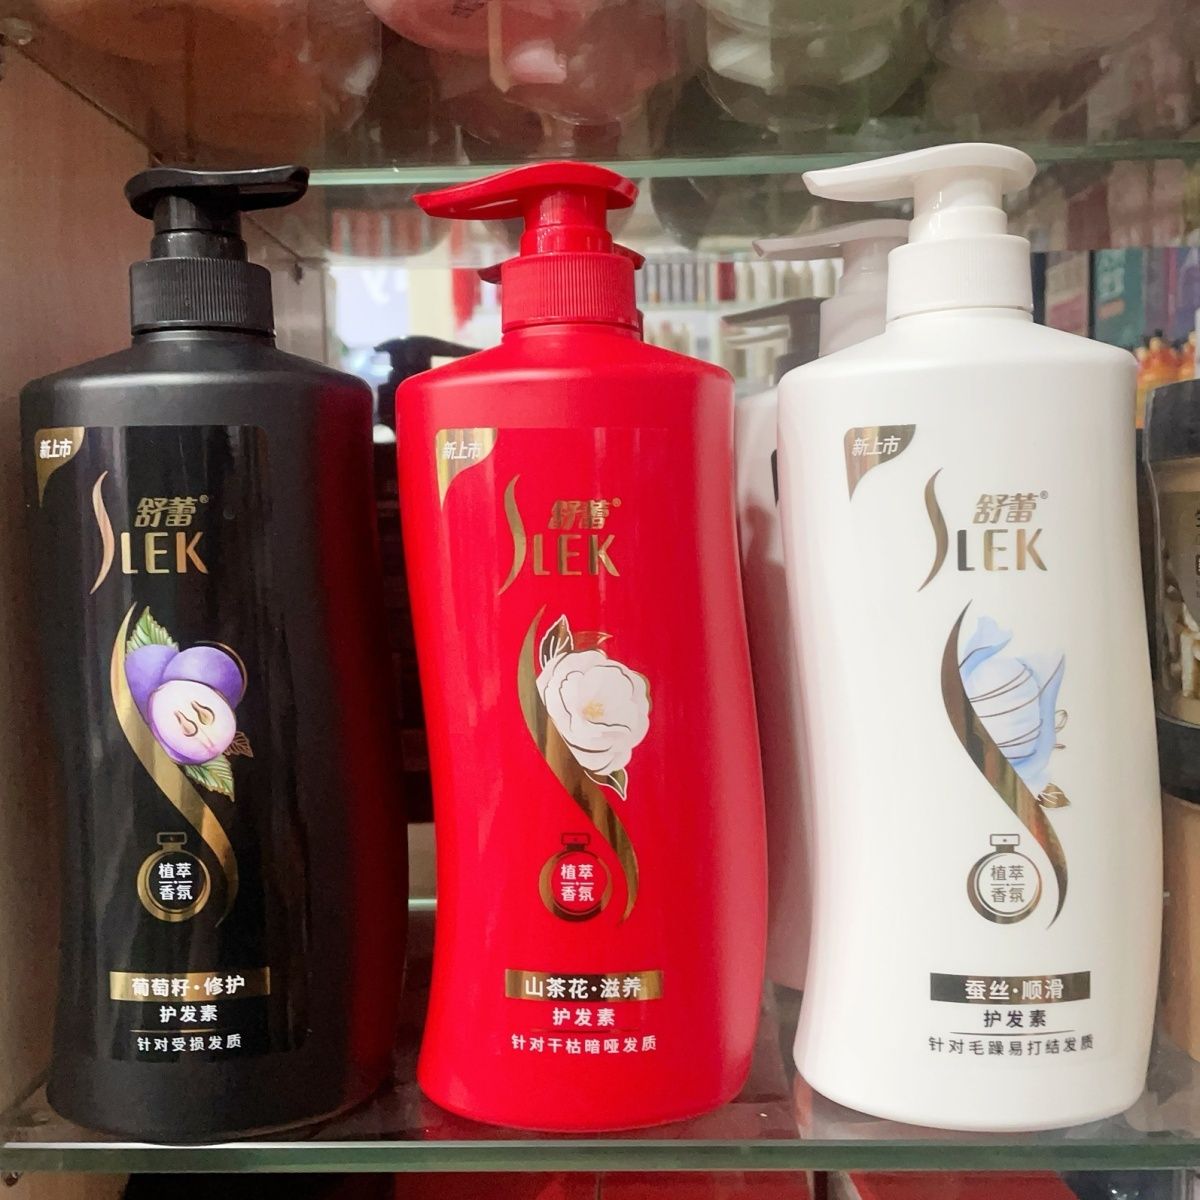 新上市
舒蕾®
SLEK
植萃
香氛
葡萄籽·修护
护发素
针对受损发质
新上市
舒蕾®
SLEK
植萃
香氛
山茶花·滋养
护发素
针对干枯暗哑发质
新上市
舒蕾®
SLEK
植萃
香氛
蚕丝·顺滑
护发素
针对毛躁易打结发质